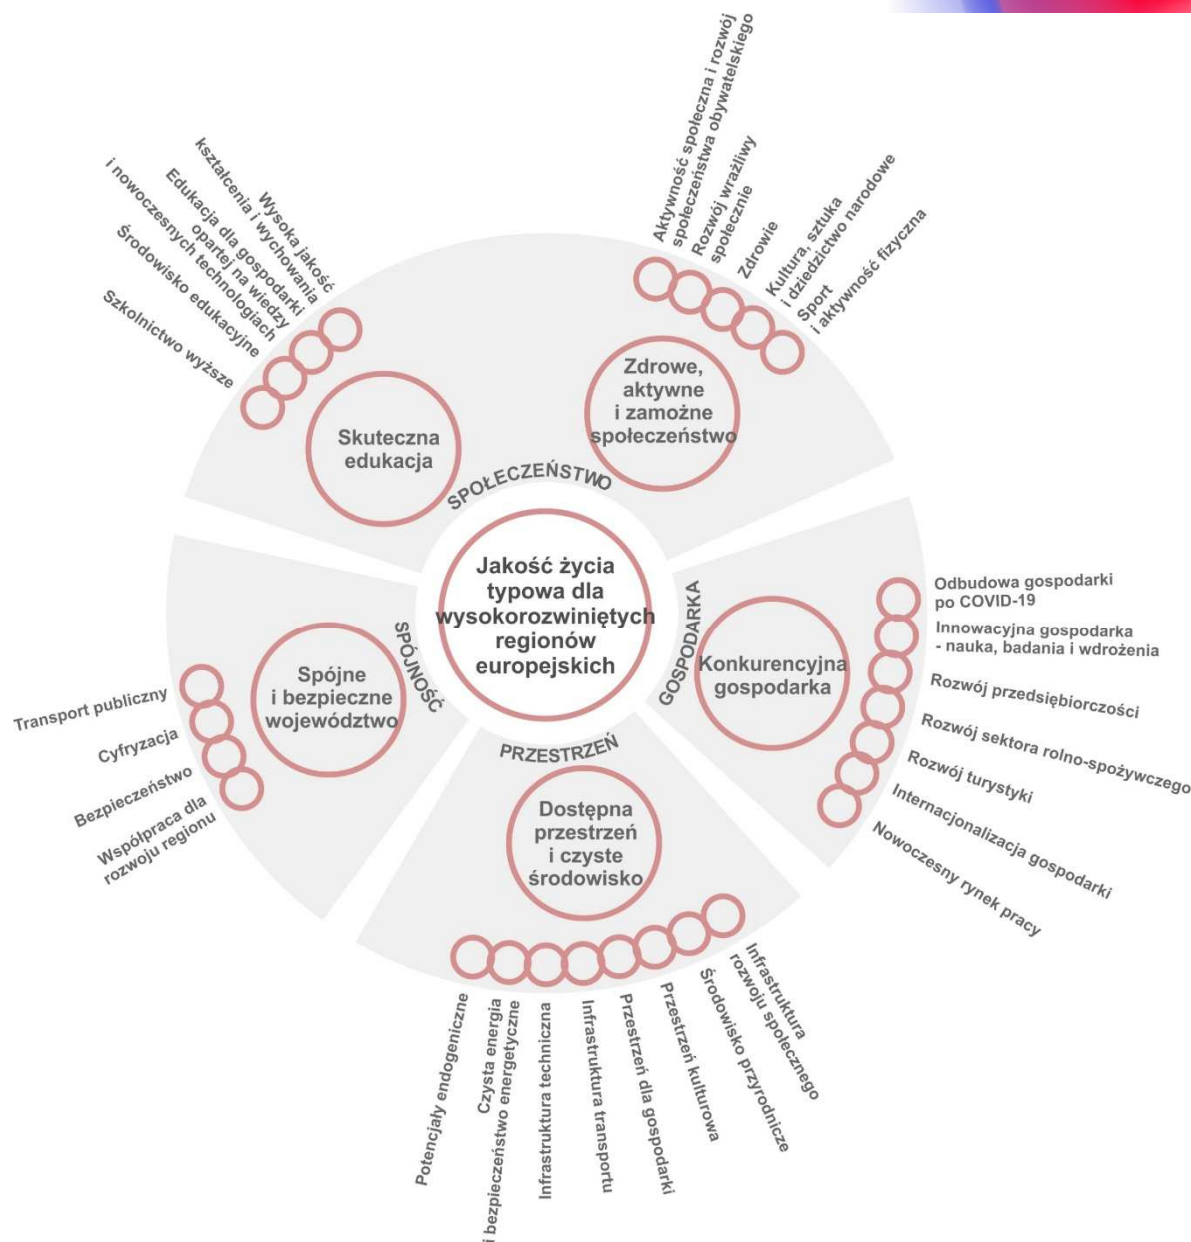 Jakość życia
typowa dla
wysokorozwiniętych
regionów
europejskich
SPOŁECZEŃSTWO
Skuteczna
edukacja
Szkolnictwo wyższe
Środowisko edukacyjne
Edukacja dla gospodarki
opartej na wiedzy
i nowoczesnych technologiach
Wysoka jakość
kształcenia i wychowania
Zdrowe,
aktywne
i zamożne
społeczeństwo
Aktywność społeczna i rozwój
społeczeństwa obywatelskiego
Rozwój wrażliwy
społecznie
Zdrowie
Kultura, sztuka
i dziedzictwo narodowe
Sport
i aktywność fizyczna
GOSPODARKA
Konkurencyjna
gospodarka
Odbudowa gospodarki
po COVID-19
Innowacyjna gospodarka
- nauka, badania i wdrożenia
Rozwój przedsiębiorczości
Rozwój sektora rolno-spożywczego
Rozwój turystyki
Internacjonalizacja gospodarki
Nowoczesny rynek pracy
PRZESTRZEŃ
Dostępna
przestrzeń
i czyste
środowisko
Infrastruktura
rozwoju społecznego
Środowisko przyrodnicze
Przestrzeń kulturowa
Przestrzeń dla gospodarki
Infrastruktura transportu
Infrastruktura techniczna
Czysta energia
i bezpieczeństwo energetyczne
Potencjały endogeniczne
SPÓJNOŚĆ
Spójne
i bezpieczne
województwo
Transport publiczny
Cyfryzacja
Bezpieczeństwo
Współpraca dla
rozwoju regionu